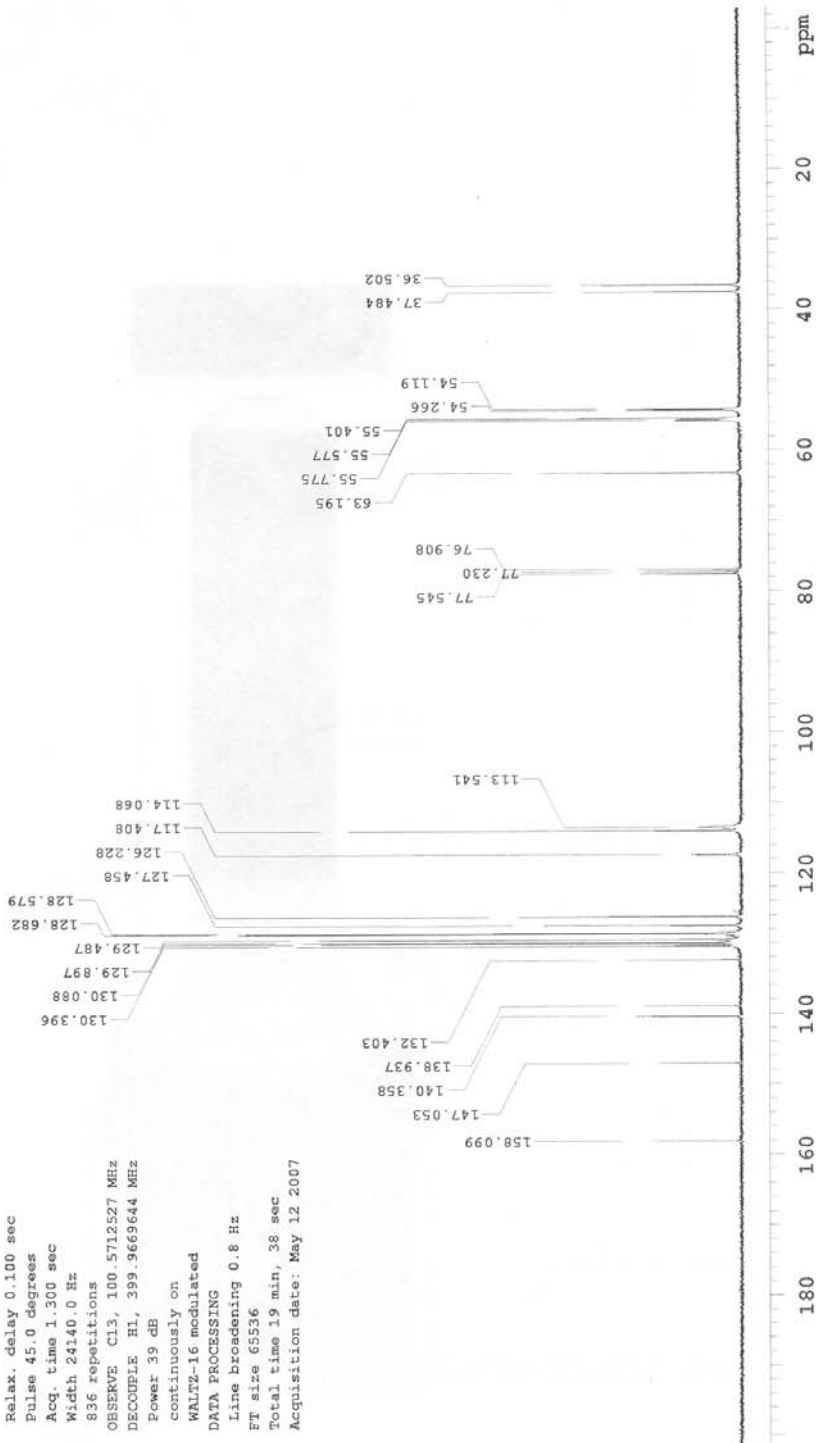 Relax. delay 0.100 sec
Pulse 45.0 degrees
Acq. time 1.300 sec
Width 24140.0 Hz
836 repetitions
OBSERVE C13, 100.5712527 MHz
DECOUPLE H1, 399.9669644 MHz
Power 39 dB
continuously on
WALTZ-16 modulated
DATA PROCESSING
Line broadening 0.8 Hz
FT size 65536
Total time 19 min, 38 sec
Acquisition date: May 12 2007
158.099
147.053
140.358
138.937
132.403
130.396
130.088
129.897
129.487
128.682
128.579
127.458
126.228
117.408
114.068
113.541
77.545
77.230
76.908
63.195
55.775
55.577
55.401
54.266
54.119
37.484
36.502
180 160 140 120 100 80 60 40 20 ppm